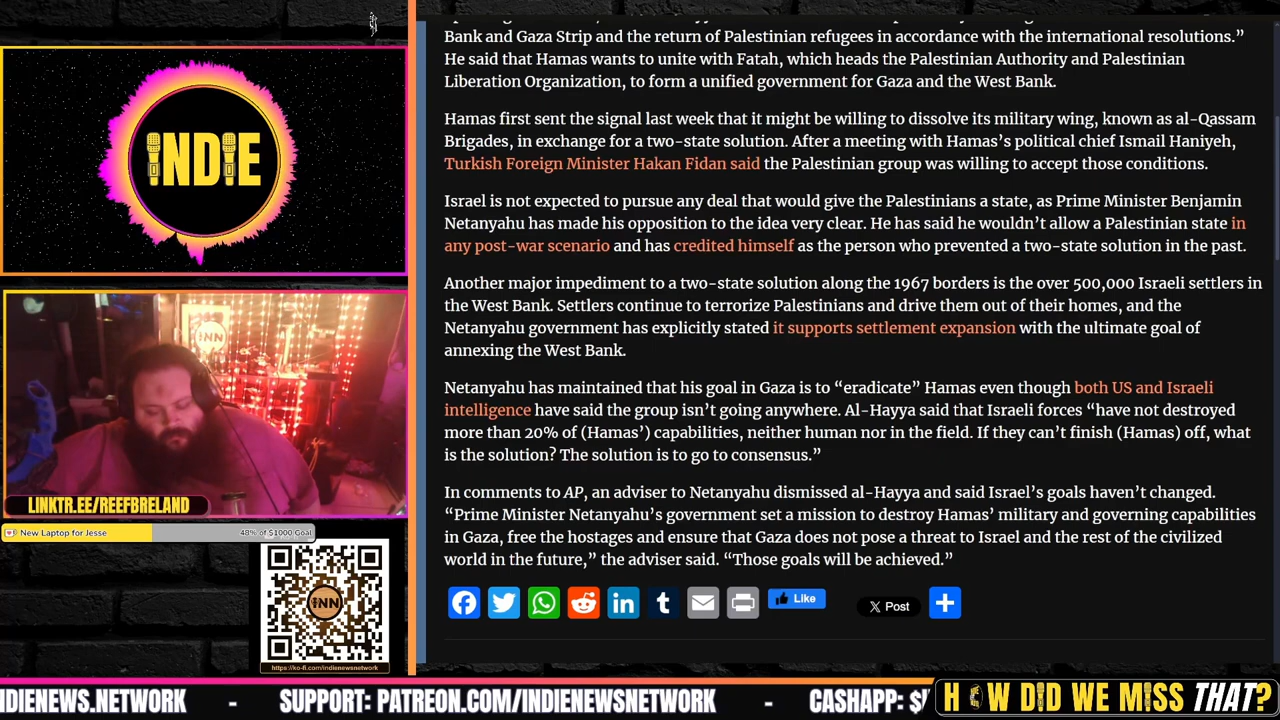 INDIE
INN
LINKTR.EE/REEFBRELAND
New Laptop for Jesse
48% of $1000 Goal
INN
https://ko-fi.com/indienewsnetwork
Bank and Gaza Strip and the return of Palestinian refugees in accordance with the international resolutions.”
He said that Hamas wants to unite with Fatah, which heads the Palestinian Authority and Palestinian
Liberation Organization, to form a unified government for Gaza and the West Bank.
Hamas first sent the signal last week that it might be willing to dissolve its military wing, known as al-Qassam
Brigades, in exchange for a two-state solution. After a meeting with Hamas’s political chief Ismail Haniyeh,
Turkish Foreign Minister Hakan Fidan said the Palestinian group was willing to accept those conditions.
Israel is not expected to pursue any deal that would give the Palestinians a state, as Prime Minister Benjamin
Netanyahu has made his opposition to the idea very clear. He has said he wouldn’t allow a Palestinian state in
any post-war scenario and has credited himself as the person who prevented a two-state solution in the past.
Another major impediment to a two-state solution along the 1967 borders is the over 500,000 Israeli settlers in
the West Bank. Settlers continue to terrorize Palestinians and drive them out of their homes, and the
Netanyahu government has explicitly stated it supports settlement expansion with the ultimate goal of
annexing the West Bank.
Netanyahu has maintained that his goal in Gaza is to “eradicate” Hamas even though both US and Israeli
intelligence have said the group isn’t going anywhere. Al-Hayya said that Israeli forces “have not destroyed
more than 20% of (Hamas’) capabilities, neither human nor in the field. If they can’t finish (Hamas) off, what
is the solution? The solution is to go to consensus.”
In comments to AP, an adviser to Netanyahu dismissed al-Hayya and said Israel’s goals haven’t changed.
“Prime Minister Netanyahu’s government set a mission to destroy Hamas’ military and governing capabilities
in Gaza, free the hostages and ensure that Gaza does not pose a threat to Israel and the rest of the civilized
world in the future,” the adviser said. “Those goals will be achieved.”
Like
X Post
INDIENEWS.NETWORK - SUPPORT: PATREON.COM/INDIENEWSNETWORK - CASHAPP: $
HOW DID WE MISS THAT?